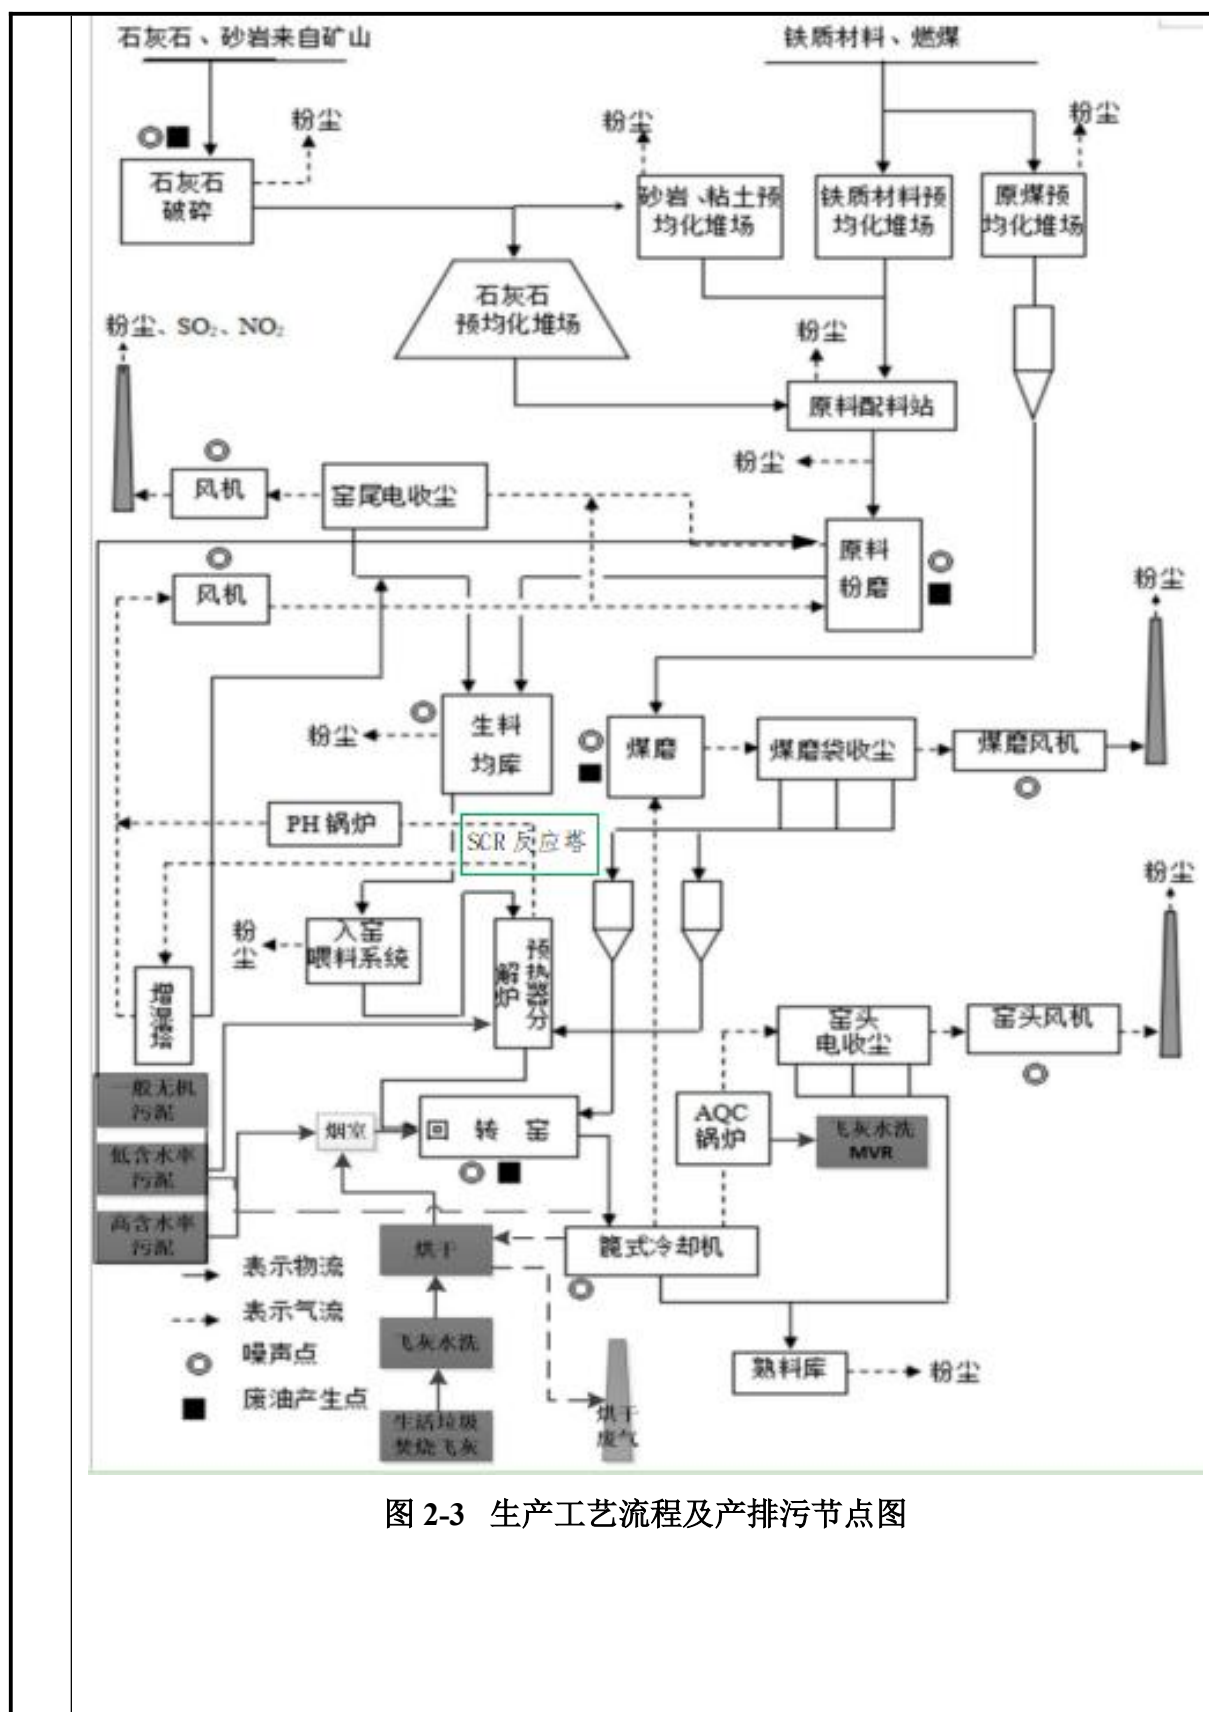 石灰石、砂岩来自矿山
铁质材料、燃煤
粉尘
粉尘
粉尘
石灰石
破碎
砂岩、粘土预
均化堆场
铁质材料预
均化堆场
原煤预
均化堆场
石灰石
预均化堆场
粉尘、SO₂、NO₂
粉尘
原料配料站
粉尘
风机
窑尾电收尘
原料
粉磨
风机
粉尘
生料
均库
粉尘
煤磨
煤磨袋收尘
煤磨风机
PH 锅炉
SCR 反应塔
粉尘
粉尘
入窑
喂料系统
预热器分
解炉
增湿塔
窑头
电收尘
窑头风机
一般无机
污泥
烟室
回 转 窑
AQC
锅炉
飞灰水洗
MVR
低含水率
污泥
高含水率
污泥
烘干
篦式冷却机
表示物流
表示气流
噪声点
废油产生点
飞灰水洗
熟料库
粉尘
生活垃圾
焚烧飞灰
烘干
废气
图 2-3 生产工艺流程及产排污节点图